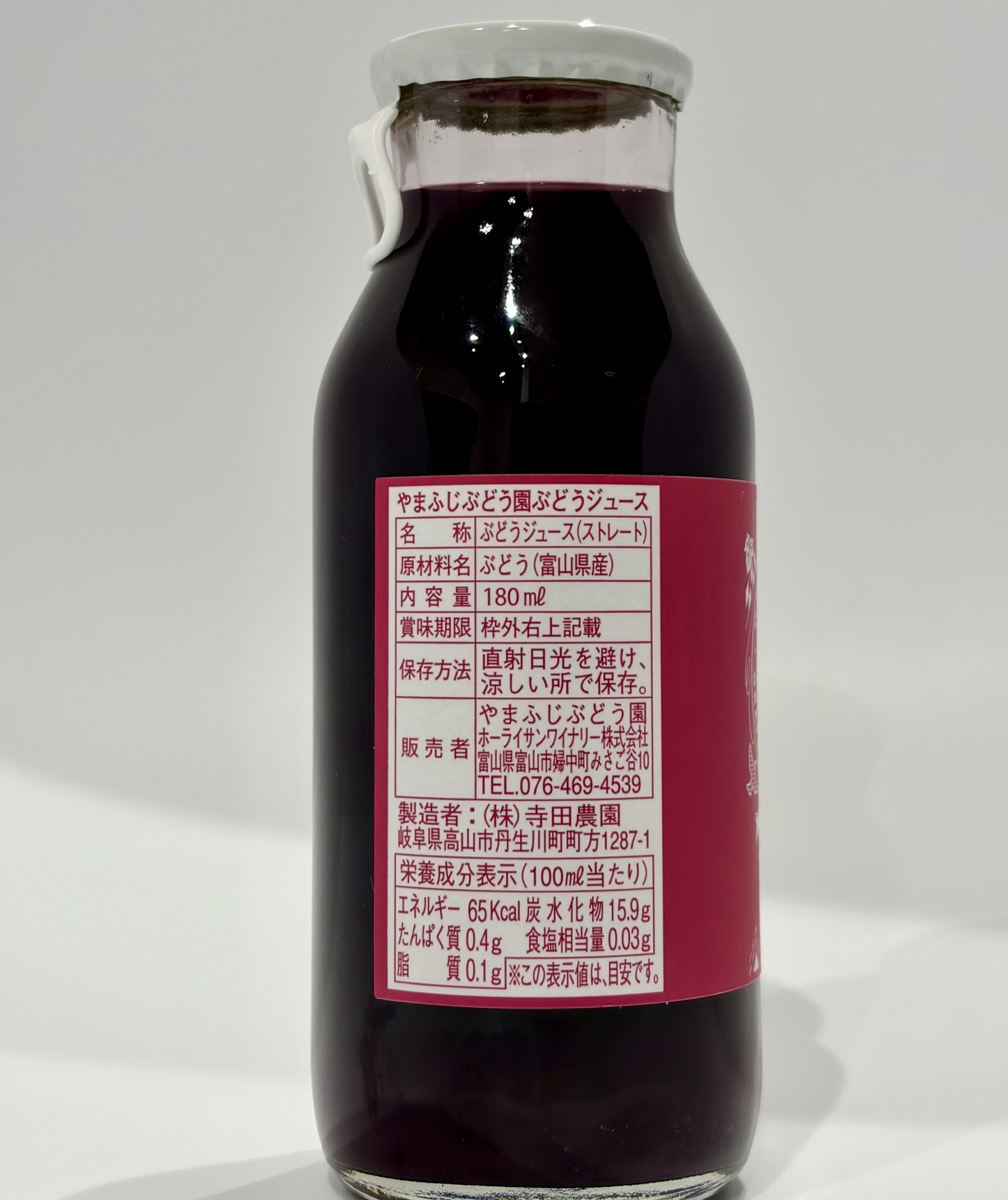 やまふじぶどう園ぶどうジュース
名称 ぶどうジュース(ストレート)
原材料名 ぶどう(富山県産)
内容量 180ml
賞味期限 枠外右上記載
保存方法 直射日光を避け、
涼しい所で保存。
販売者 やまふじぶどう園
ホーライサンワイナリー株式会社
富山県富山市婦中町みさご谷10
TEL.076-469-4539
製造者:(株)寺田農園
岐阜県高山市丹生川町町方1287-1
栄養成分表示(100ml当たり)
エネルギー 65Kcal 炭水化物 15.9g
たんぱく質 0.4g 食塩相当量 0.03g
脂質 0.1g ※この表示値は、目安です。